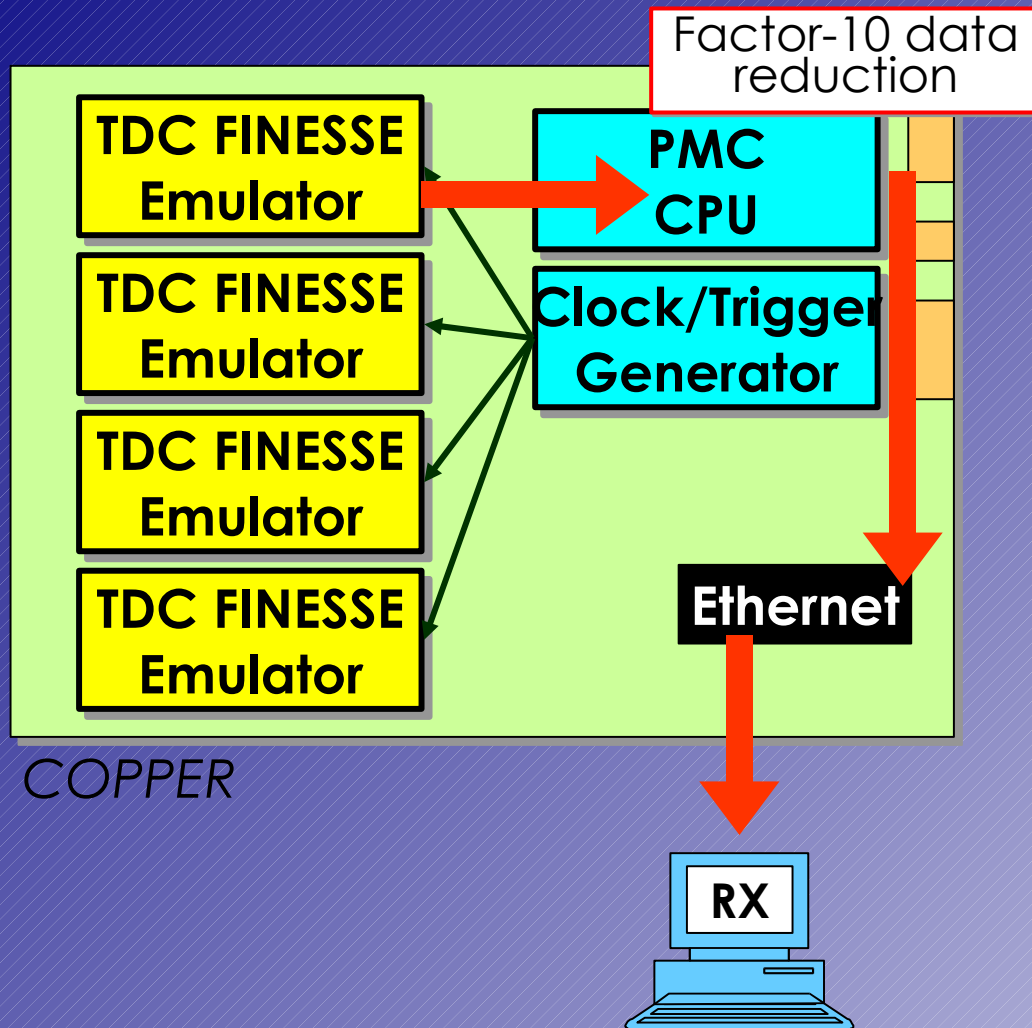 Factor-10 data
reduction
TDC FINESSE
Emulator
PMC
CPU
TDC FINESSE
Emulator
Clock/Trigger
Generator
TDC FINESSE
Emulator
TDC FINESSE
Emulator
Ethernet
COPPER
RX